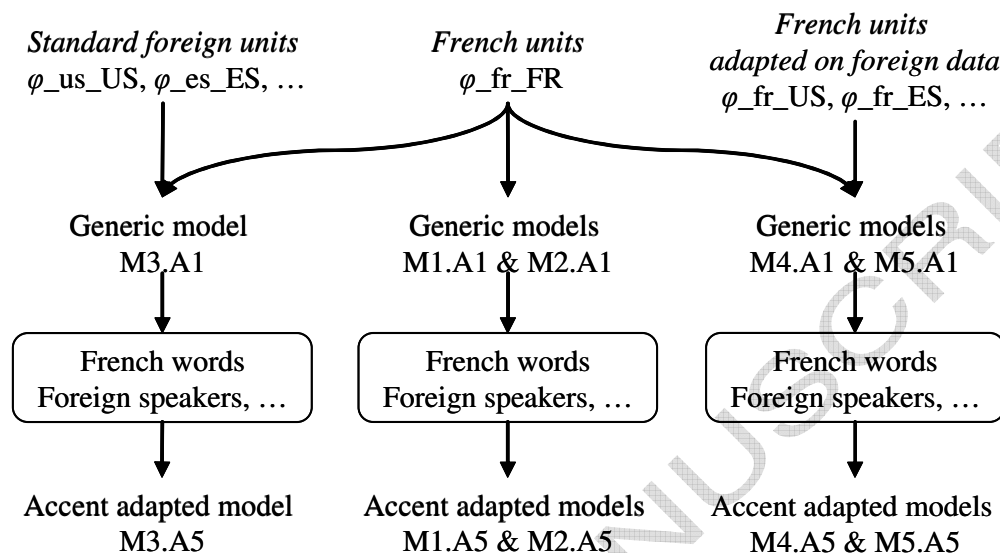 Standard foreign units
φ_us_US, φ_es_ES, …
French units
φ_fr_FR
French units
adapted on foreign data
φ_fr_US, φ_fr_ES, …
Generic model
M3.A1
Generic models
M1.A1 & M2.A1
Generic models
M4.A1 & M5.A1
French words
Foreign speakers, …
French words
Foreign speakers, …
French words
Foreign speakers, …
Accent adapted model
M3.A5
Accent adapted models
M1.A5 & M2.A5
Accent adapted models
M4.A5 & M5.A5
NUSCRI